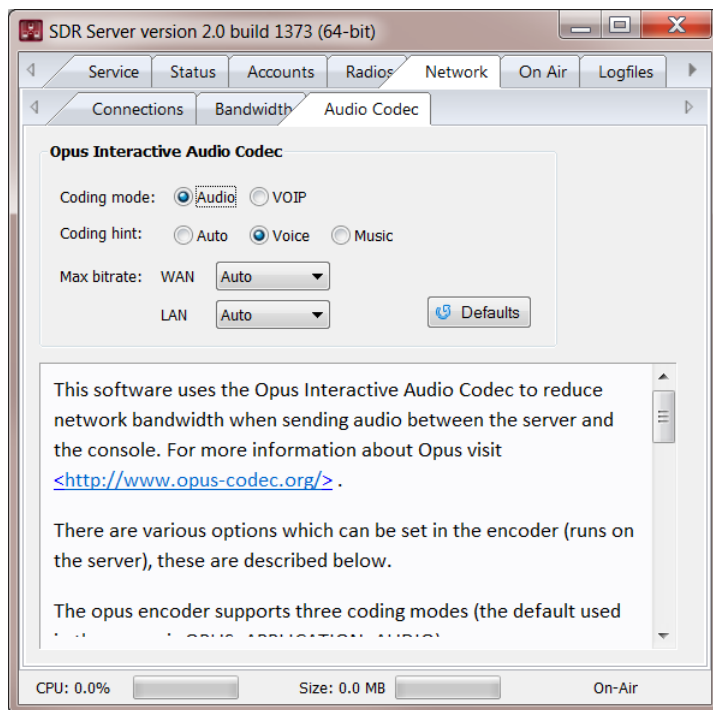 SDR Server version 2.0 build 1373 (64-bit)
Service Status Accounts Radios Network On Air Logfiles
Connections Bandwidth Audio Codec
Opus Interactive Audio Codec
Coding mode: Audio VOIP
Coding hint: Auto Voice Music
Max bitrate: WAN Auto
LAN Auto Defaults
This software uses the Opus Interactive Audio Codec to reduce
network bandwidth when sending audio between the server and
the console. For more information about Opus visit
<http://www.opus-codec.org/> .
There are various options which can be set in the encoder (runs on
the server), these are described below.
The opus encoder supports three coding modes (the default used
CPU: 0.0% Size: 0.0 MB On-Air